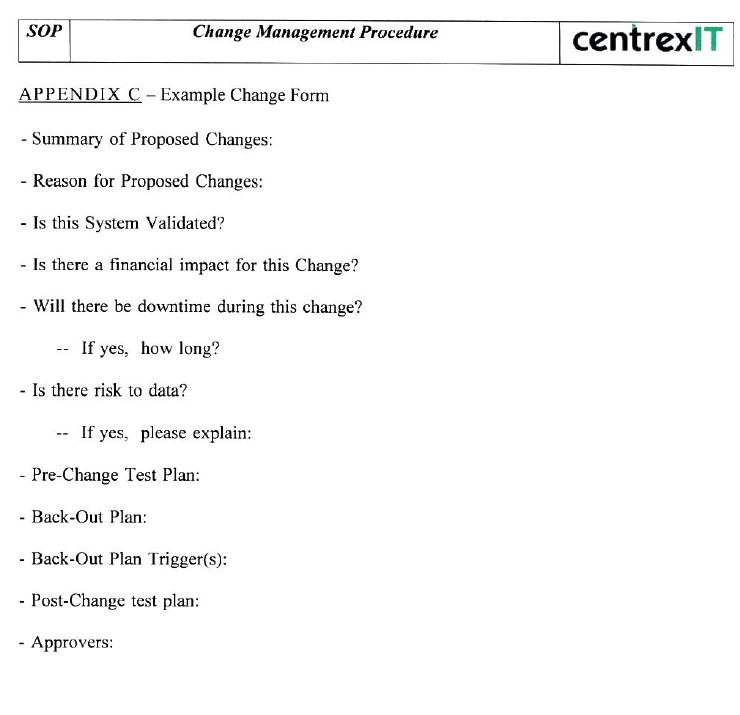 SOP
Change Management Procedure
centrexIT
APPENDIX C – Example Change Form
- Summary of Proposed Changes:
- Reason for Proposed Changes:
- Is this System Validated?
- Is there a financial impact for this Change?
- Will there be downtime during this change?
-- If yes, how long?
- Is there risk to data?
-- If yes, please explain:
- Pre-Change Test Plan:
- Back-Out Plan:
- Back-Out Plan Trigger(s):
- Post-Change test plan:
- Approvers: